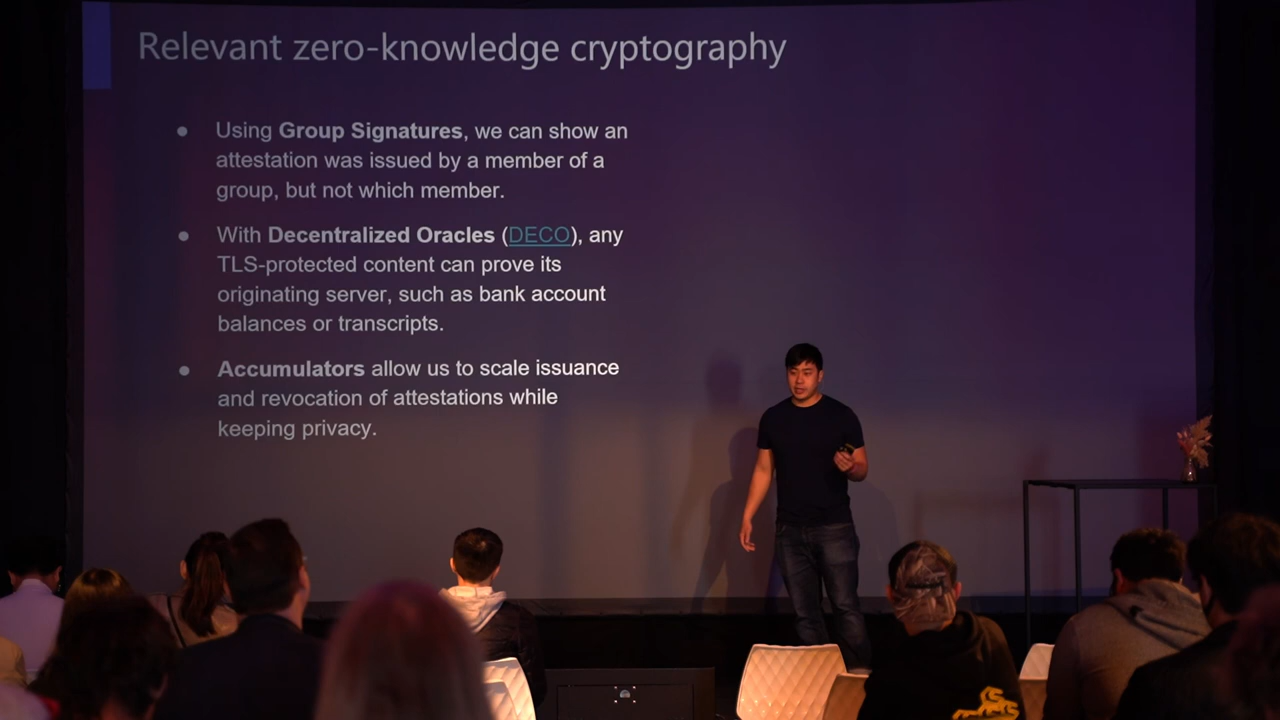 Relevant zero-knowledge cryptography
● Using Group Signatures, we can show an
attestation was issued by a member of a
group, but not which member.
● With Decentralized Oracles (DECO), any
TLS-protected content can prove its
originating server, such as bank account
balances or transcripts.
● Accumulators allow us to scale issuance
and revocation of attestations while
keeping privacy.